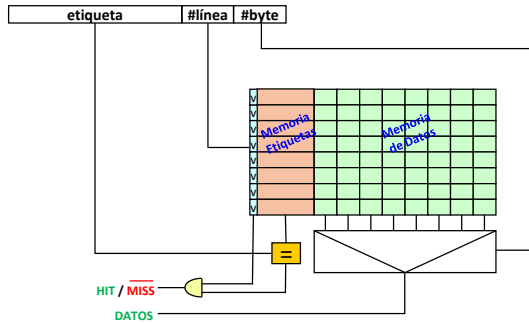 etiqueta #línea #byte
V
V
V
V
V
V
V
V
Memoria
Etiquetas
Memoria
de Datos
=
HIT / MISS
DATOS